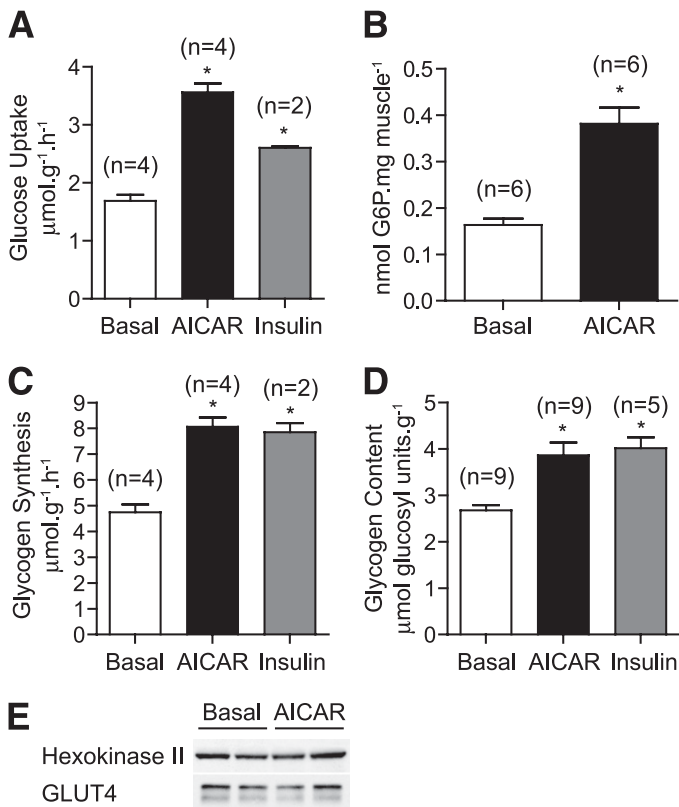 A
Glucose Uptake
µmol.g⁻¹.h⁻¹
4
3
2
1
0
(n=4)
(n=4)
*
(n=2)
*
Basal AICAR Insulin
B
nmol G6P.mg muscle⁻¹
0.5
0.4
0.3
0.2
0.1
0.0
(n=6)
(n=6)
*
Basal AICAR
C
Glycogen Synthesis
µmol.g⁻¹.h⁻¹
9
8
7
6
5
4
3
2
1
0
(n=4)
(n=4)
*
(n=2)
*
Basal AICAR Insulin
D
Glycogen Content
µmol glucosyl units.g⁻¹
5
4
3
2
1
0
(n=9)
(n=9)
*
(n=5)
*
Basal AICAR Insulin
E
Basal AICAR
Hexokinase II
GLUT4